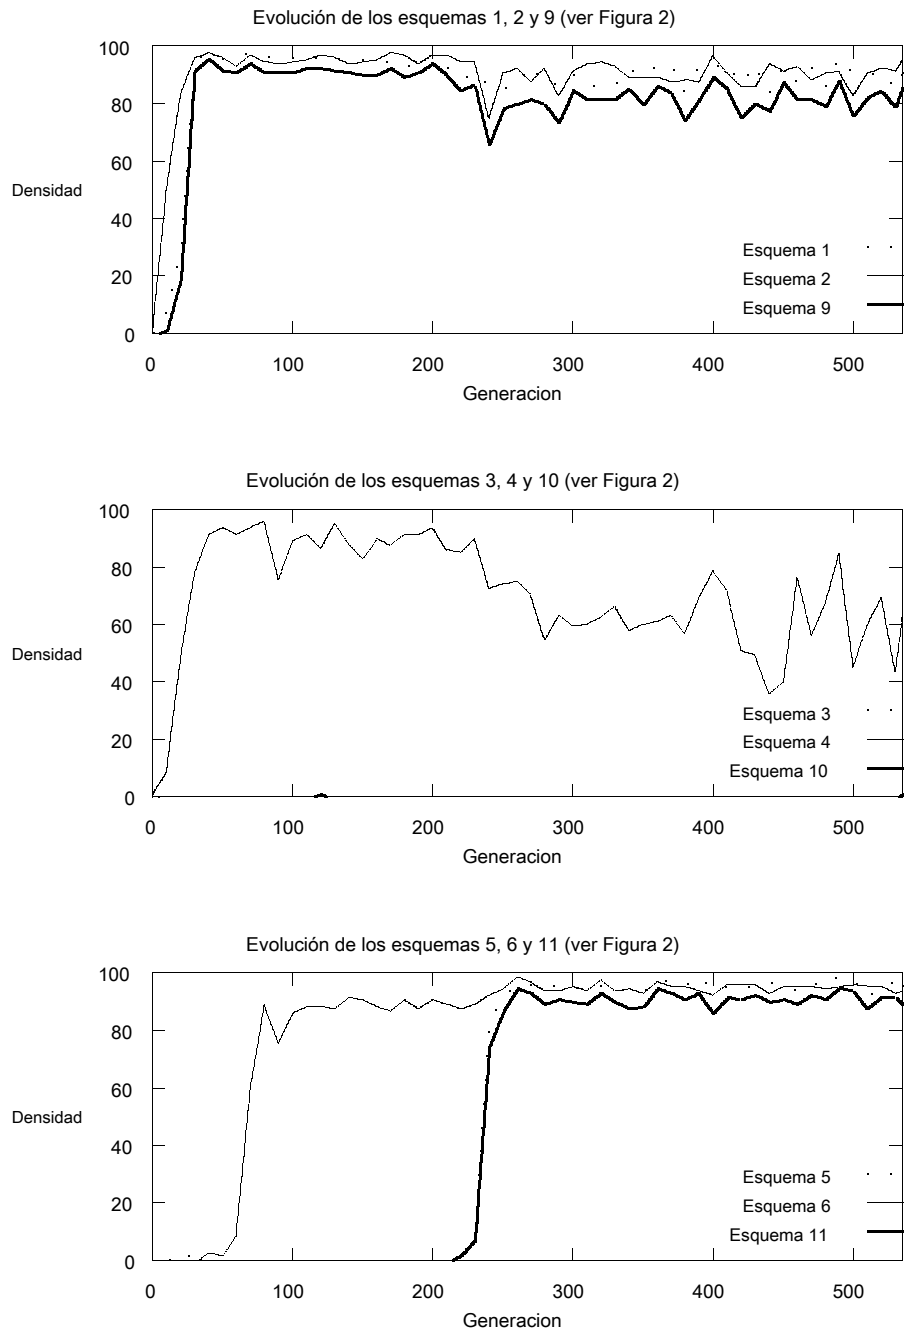 Evolución de los esquemas 1, 2 y 9 (ver Figura 2)
100
80
60
Densidad
40
Esquema 1
20
Esquema 2
Esquema 9
0
0 100 200 300 400 500
Generacion
Evolución de los esquemas 3, 4 y 10 (ver Figura 2)
100
80
60
Densidad
40
Esquema 3
20
Esquema 4
Esquema 10
0
0 100 200 300 400 500
Generacion
Evolución de los esquemas 5, 6 y 11 (ver Figura 2)
100
80
60
Densidad
40
Esquema 5
20
Esquema 6
Esquema 11
0
0 100 200 300 400 500
Generacion